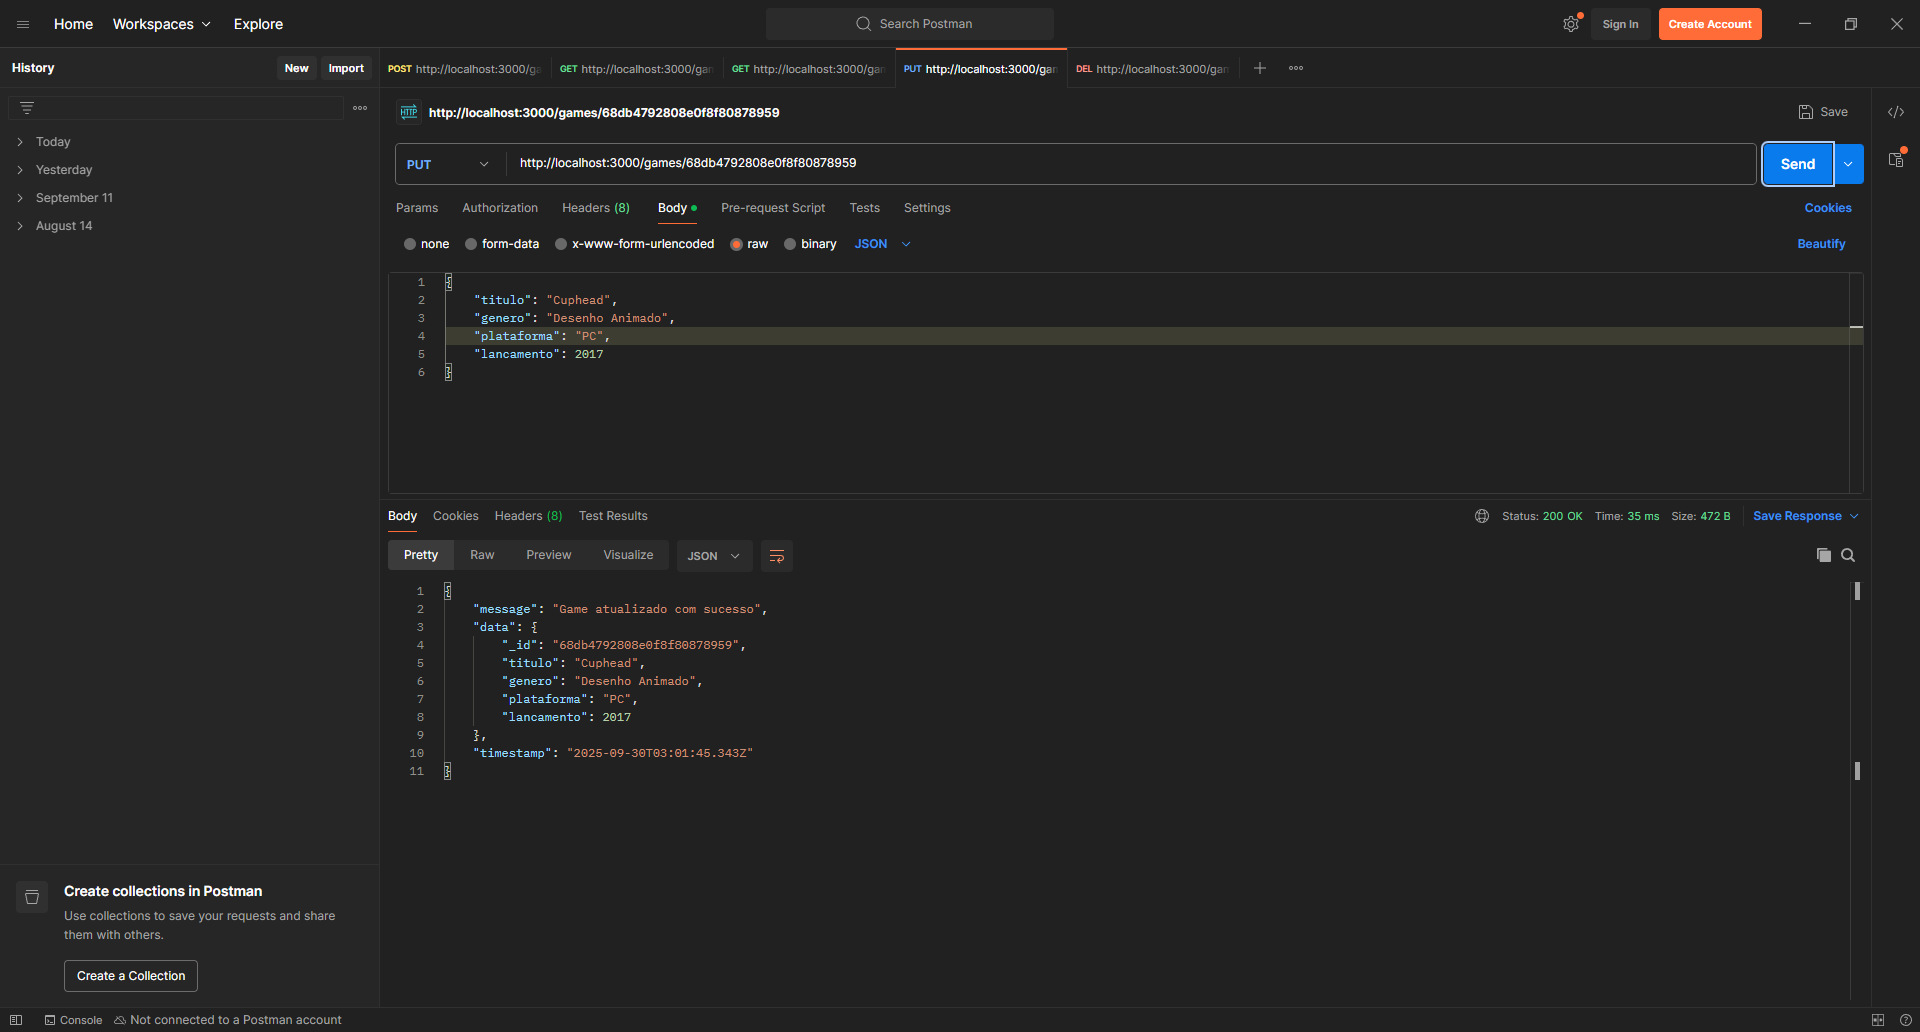 Home Workspaces Explore Search Postman Sign In Create Account
History New Import
POST http://localhost:3000/ga GET http://localhost:3000/gam GET http://localhost:3000/gam PUT http://localhost:3000/gam DEL http://localhost:3000/gam
Today
Yesterday
September 11
August 14
HTTP http://localhost:3000/games/68db4792808e0f8f80878959 Save
PUT http://localhost:3000/games/68db4792808e0f8f80878959 Send
Params Authorization Headers (8) Body Pre-request Script Tests Settings Cookies
none form-data x-www-form-urlencoded raw binary JSON Beautify
1 {
2 "titulo": "Cuphead",
3 "genero": "Desenho Animado",
4 "plataforma": "PC",
5 "lancamento": 2017
6 }
Body Cookies Headers (8) Test Results Status: 200 OK Time: 35 ms Size: 472 B Save Response
Pretty Raw Preview Visualize JSON
1 {
2 "message": "Game atualizado com sucesso",
3 "data": {
4 "_id": "68db4792808e0f8f80878959",
5 "titulo": "Cuphead",
6 "genero": "Desenho Animado",
7 "plataforma": "PC",
8 "lancamento": 2017
9 },
10 "timestamp": "2025-09-30T03:01:45.343Z"
11 }
Create collections in Postman
Use collections to save your requests and share
them with others.
Create a Collection
Console Not connected to a Postman account